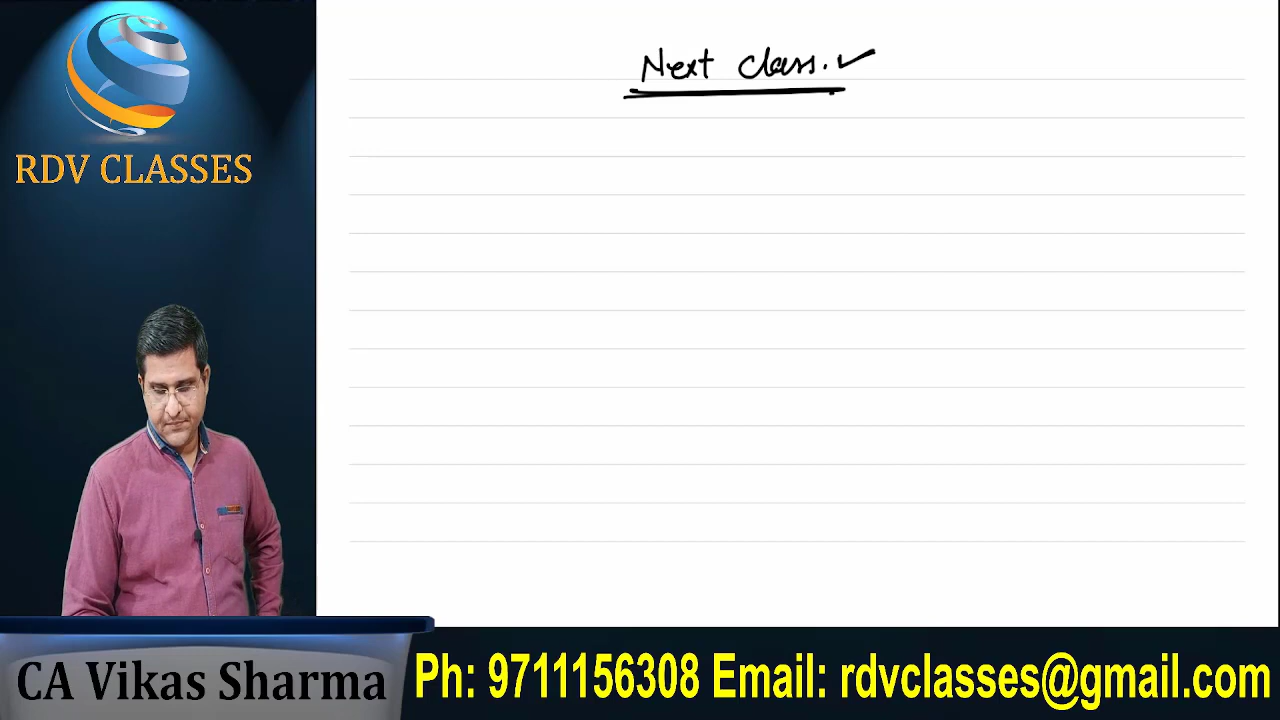 Next class.
RDV CLASSES
CA Vikas Sharma
Ph: 9711156308 Email: rdvclasses@gmail.com